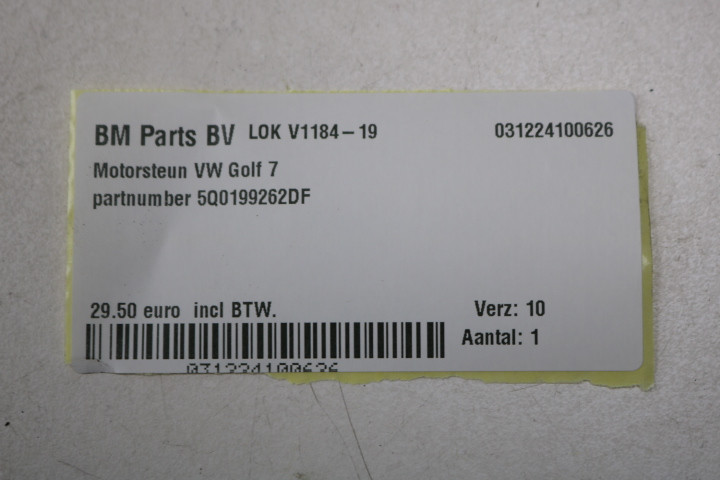 BM Parts BV LOK V1184-19 031224100626
Motorsteun VW Golf 7
partnumber 5Q0199262DF
29.50 euro incl BTW. Verz: 10
Aantal: 1
031224100626